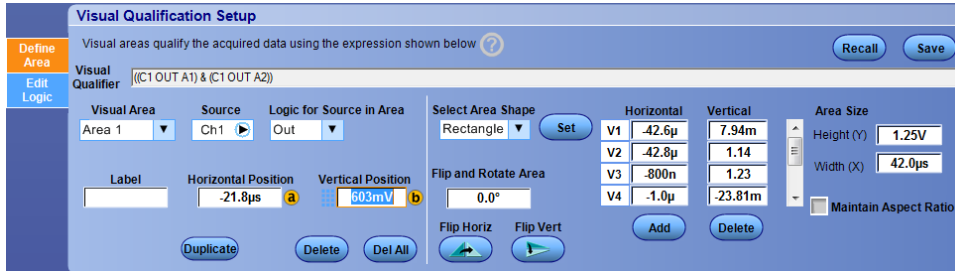 Visual Qualification Setup
Define Area
Edit Logic
Visual areas qualify the acquired data using the expression shown below ?
Recall Save
Visual Qualifier ((C1 OUT A1) & (C1 OUT A2))
Visual Area Source Logic for Source in Area
Area 1 Ch1 Out
Label Horizontal Position Vertical Position
-21.8µs a 603mV b
Duplicate Delete Del All
Select Area Shape
Rectangle Set
Flip and Rotate Area
0.0°
Flip Horiz Flip Vert
Horizontal Vertical
V1 -42.6µ 7.94m
V2 -42.8µ 1.14
V3 -800n 1.23
V4 -1.0µ -23.81m
Add Delete
Area Size
Height (Y) 1.25V
Width (X) 42.0µs
Maintain Aspect Ratio